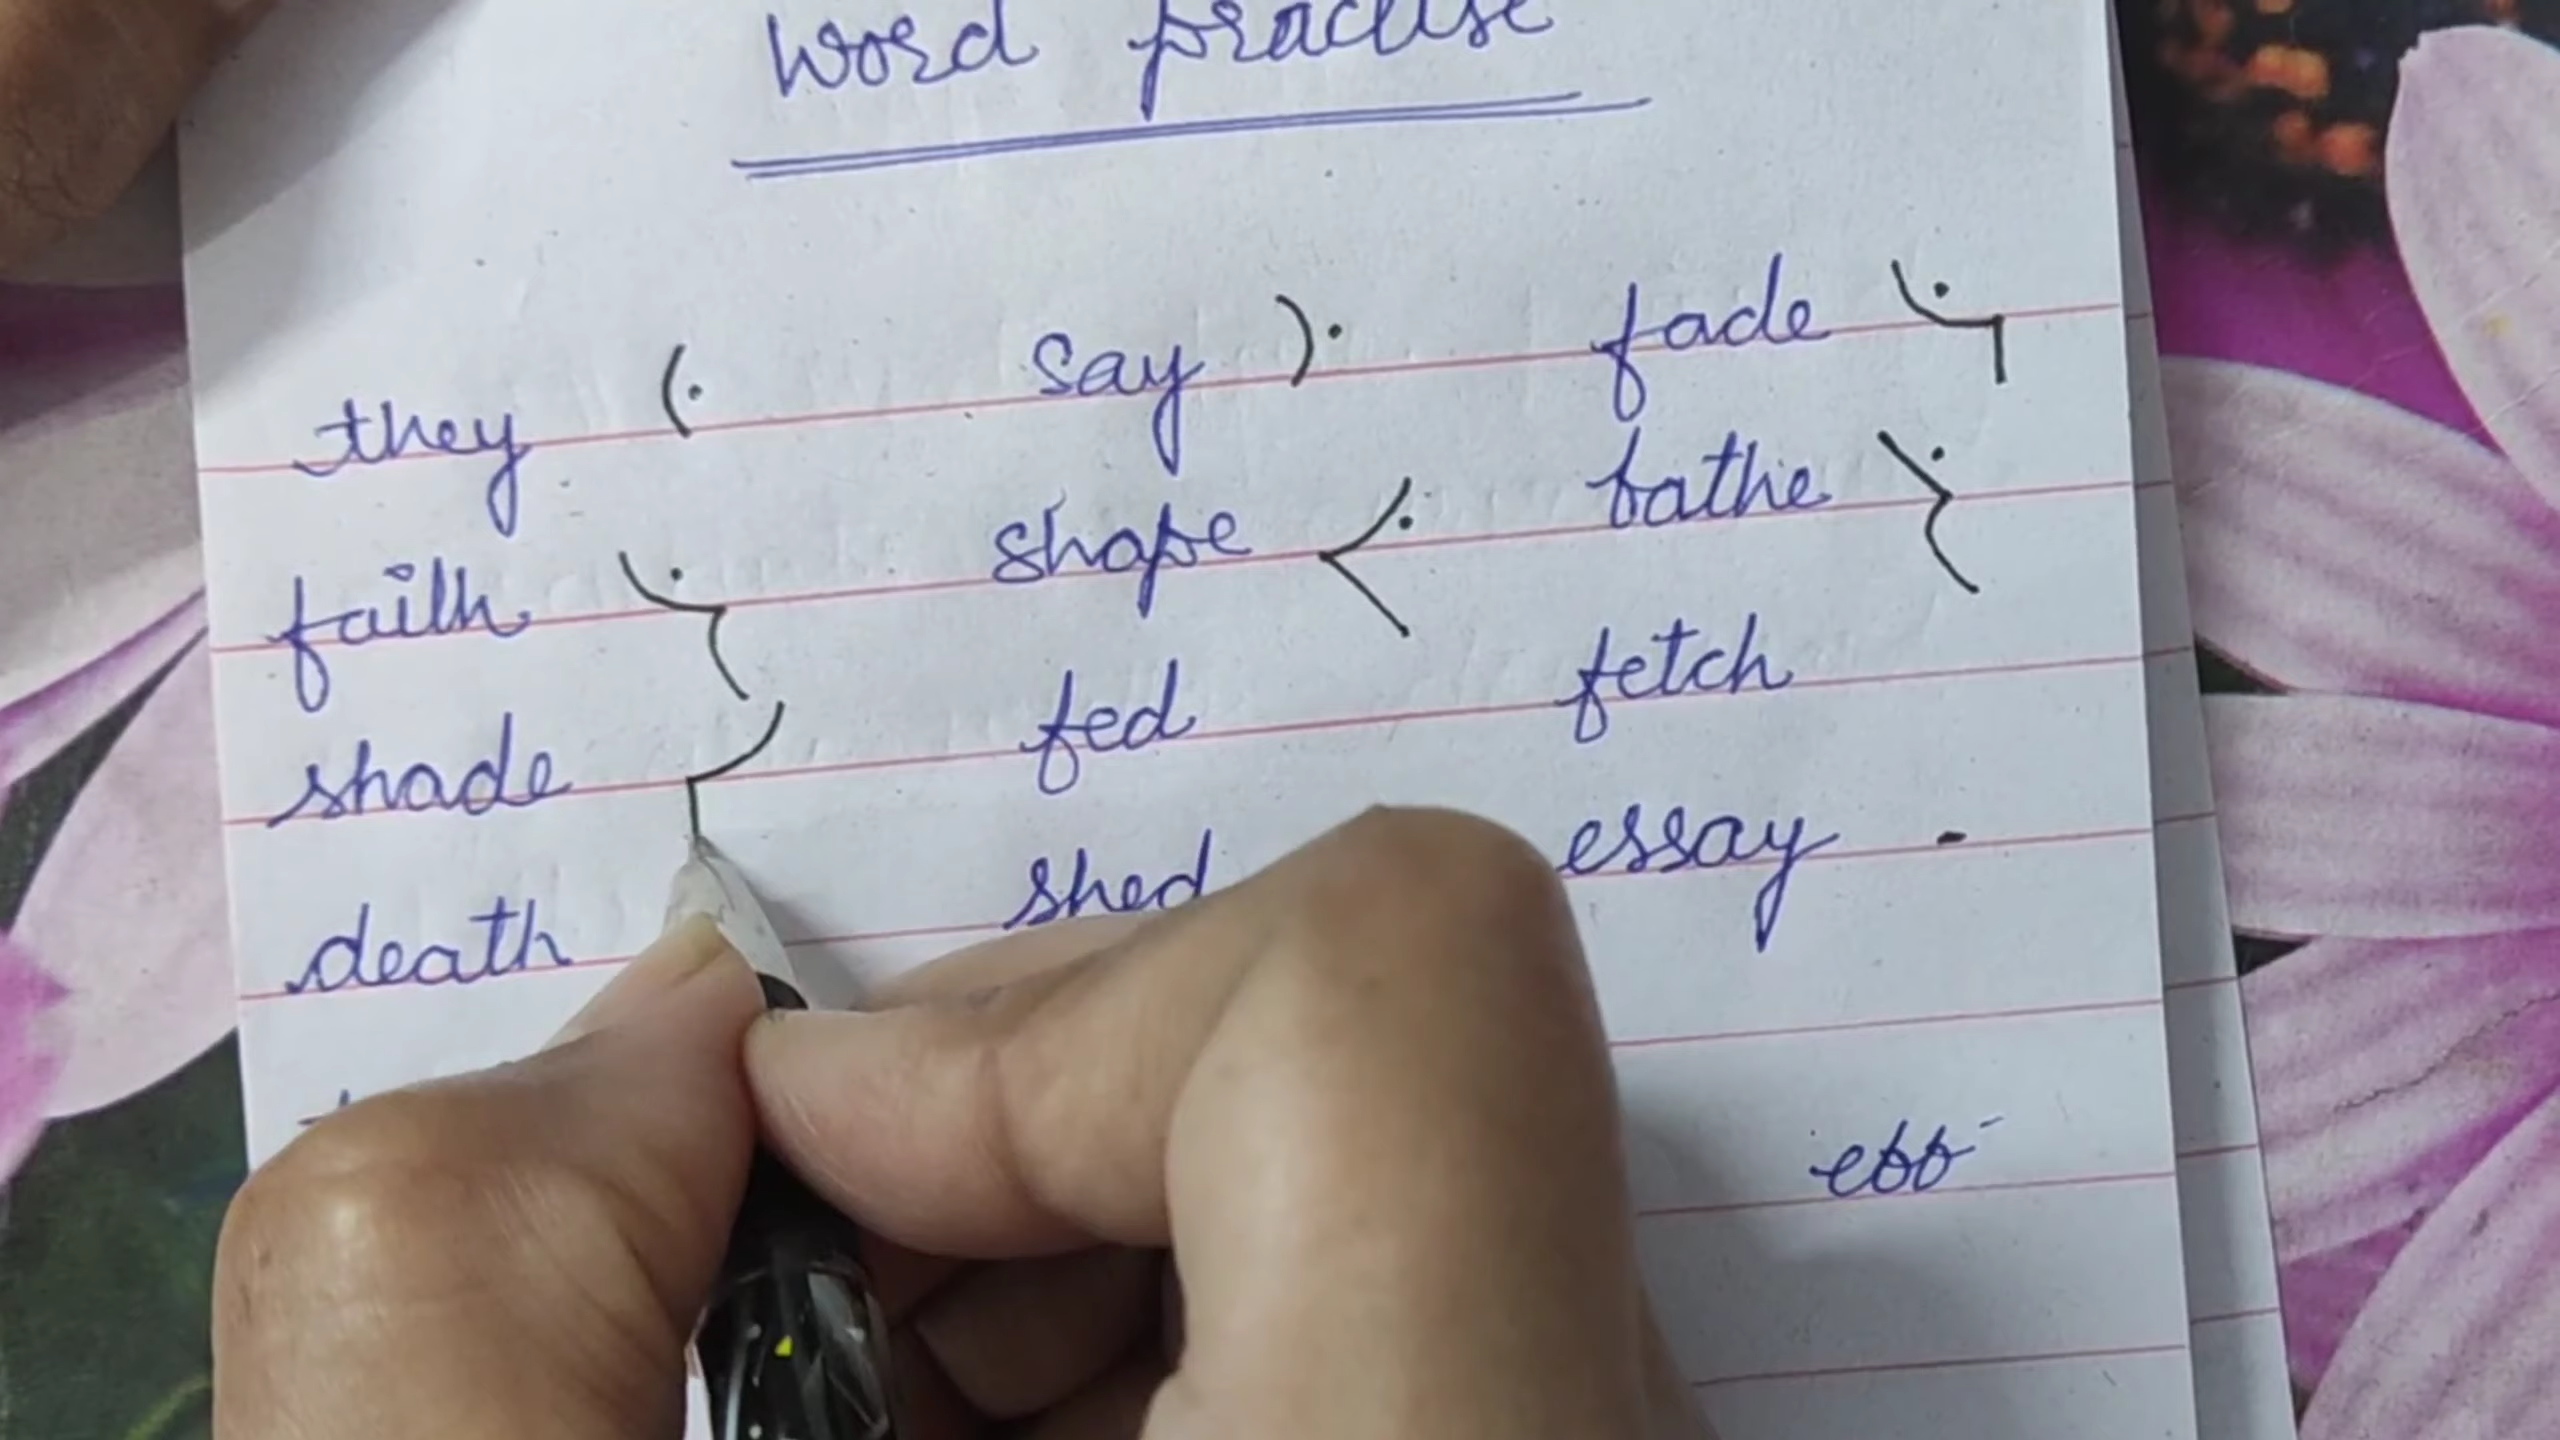 Word practise
they say fade
faith shape bathe
shade fed fetch
death shed essay
ebb